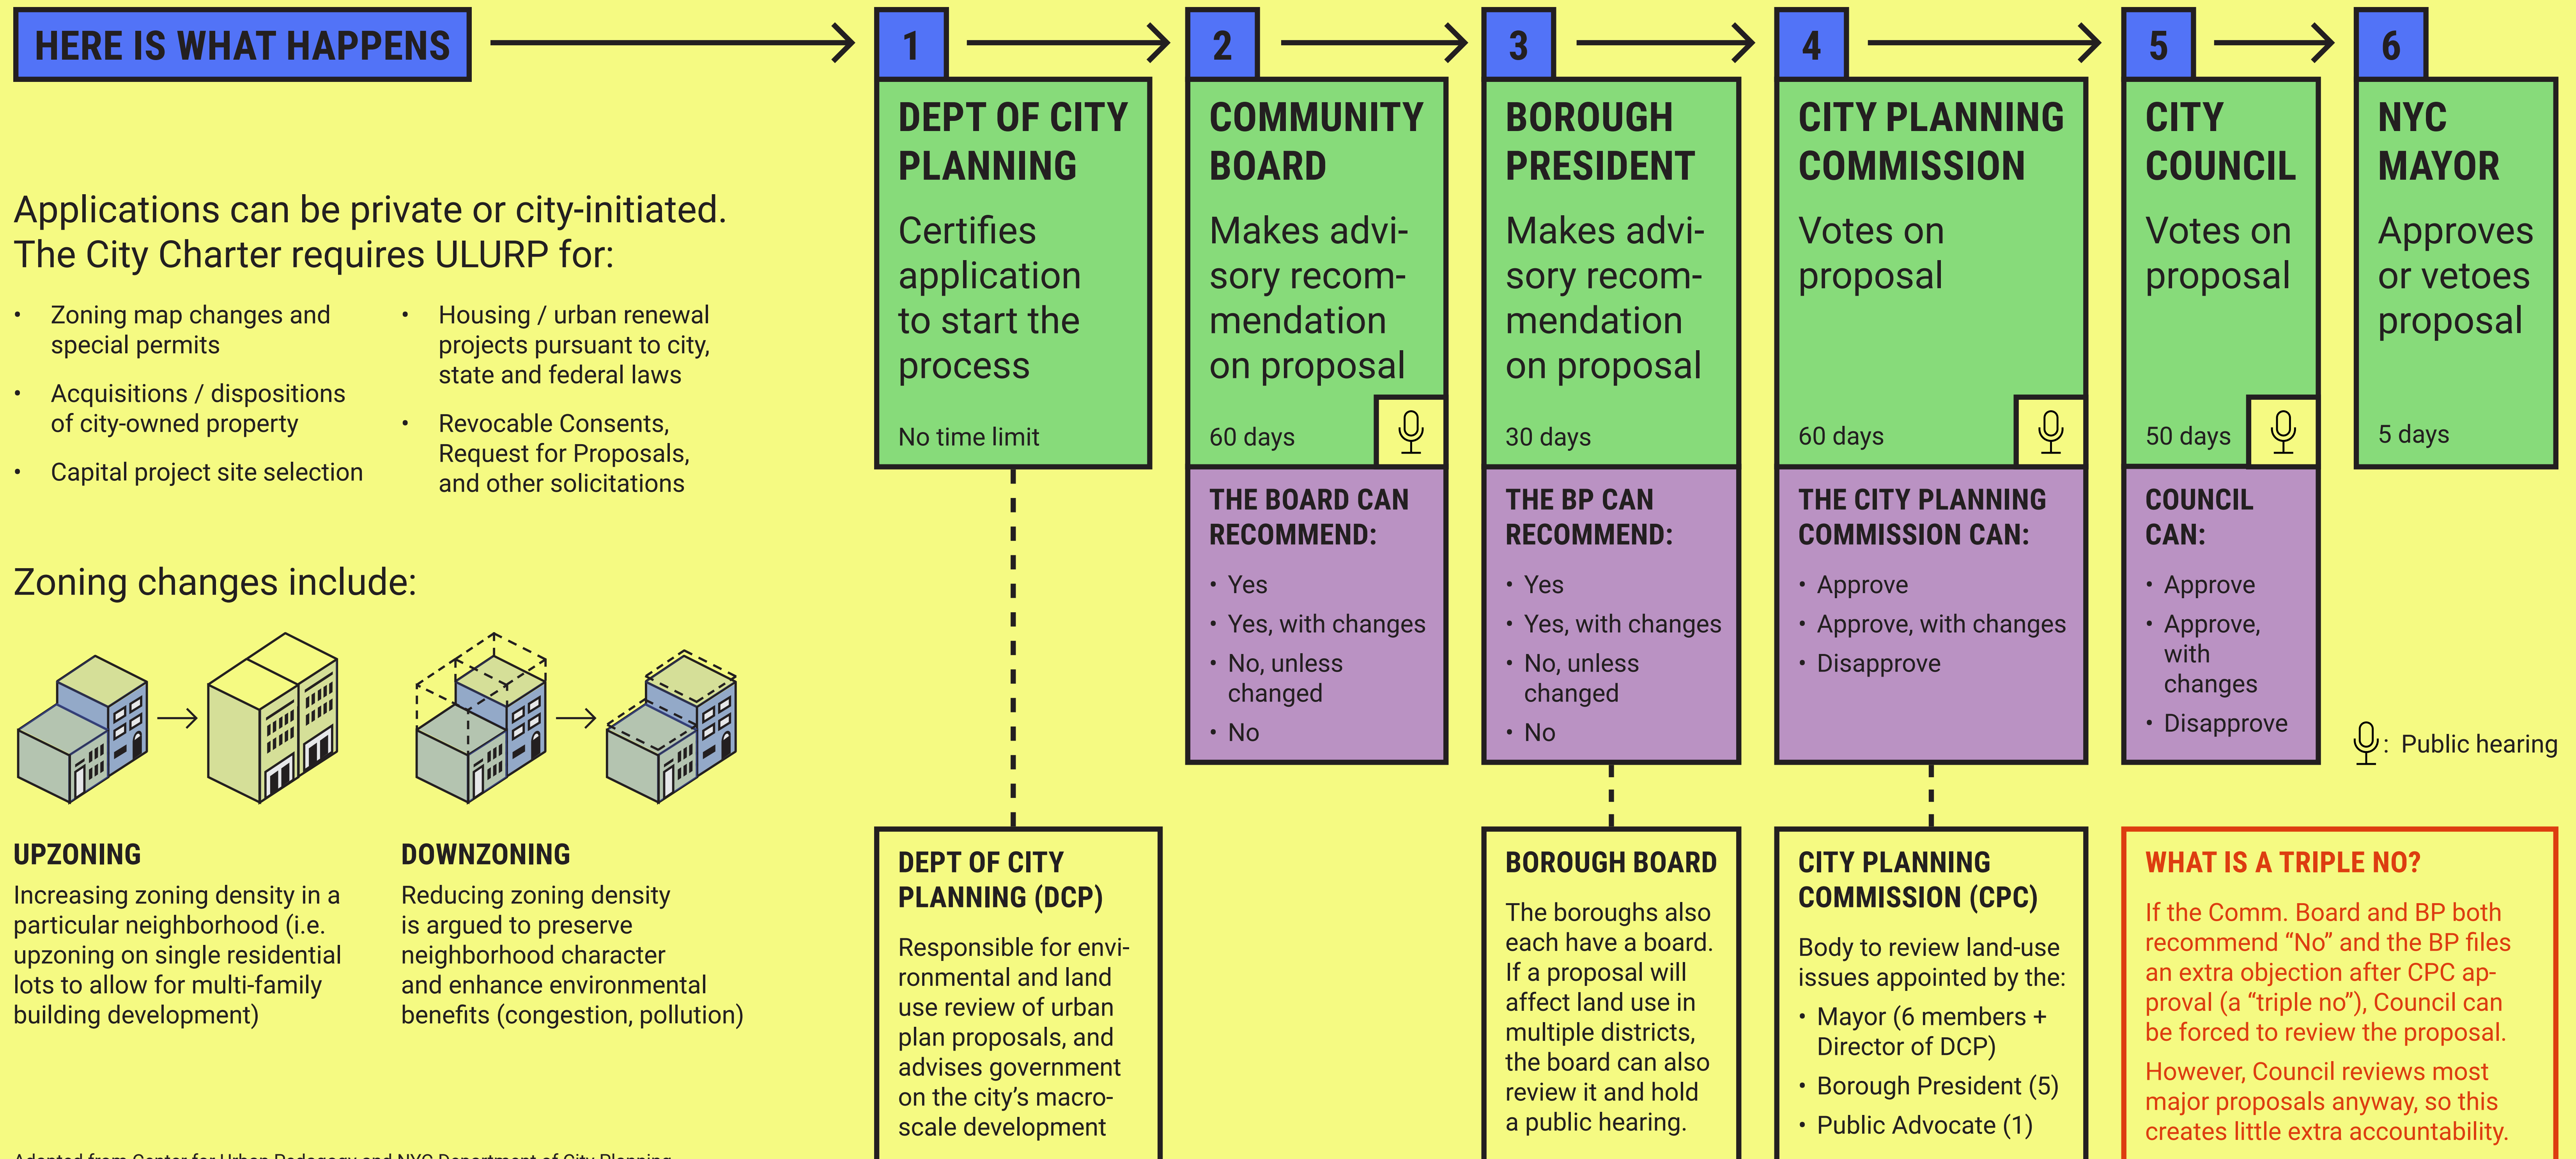 HERE IS WHAT HAPPENS
Applications can be private or city-initiated.
The City Charter requires ULURP for:
• Zoning map changes and
special permits
• Acquisitions / dispositions
of city-owned property
• Capital project site selection
• Housing / urban renewal
projects pursuant to city,
state and federal laws
• Revocable Consents,
Request for Proposals,
and other solicitations
Zoning changes include:
UPZONING
Increasing zoning density in a
particular neighborhood (i.e.
upzoning on single residential
lots to allow for multi-family
building development)
DOWNZONING
Reducing zoning density
is argued to preserve
neighborhood character
and enhance environmental
benefits (congestion, pollution)
Adapted from Center for Urban Pedagogy and NYC Department of City Planning
1
DEPT OF CITY
PLANNING
Certifies
application
to start the
process
No time limit
DEPT OF CITY
PLANNING (DCP)
Responsible for envi-
ronmental and land
use review of urban
plan proposals, and
advises government
on the city’s macro-
scale development
2
COMMUNITY
BOARD
Makes advi-
sory recom-
mendation
on proposal
60 days
THE BOARD CAN
RECOMMEND:
• Yes
• Yes, with changes
• No, unless
changed
• No
3
BOROUGH
PRESIDENT
Makes advi-
sory recom-
mendation
on proposal
30 days
THE BP CAN
RECOMMEND:
• Yes
• Yes, with changes
• No, unless
changed
• No
BOROUGH BOARD
The boroughs also
each have a board.
If a proposal will
affect land use in
multiple districts,
the board can also
review it and hold
a public hearing.
4
CITY PLANNING
COMMISSION
Votes on
proposal
60 days
THE CITY PLANNING
COMMISSION CAN:
• Approve
• Approve, with changes
• Disapprove
CITY PLANNING
COMMISSION (CPC)
Body to review land-use
issues appointed by the:
• Mayor (6 members +
Director of DCP)
• Borough President (5)
• Public Advocate (1)
5
CITY
COUNCIL
Votes on
proposal
50 days
COUNCIL
CAN:
• Approve
• Approve,
with
changes
• Disapprove
6
NYC
MAYOR
Approves
or vetoes
proposal
5 days
: Public hearing
WHAT IS A TRIPLE NO?
If the Comm. Board and BP both
recommend “No” and the BP files
an extra objection after CPC ap-
proval (a “triple no”), Council can
be forced to review the proposal.
However, Council reviews most
major proposals anyway, so this
creates little extra accountability.